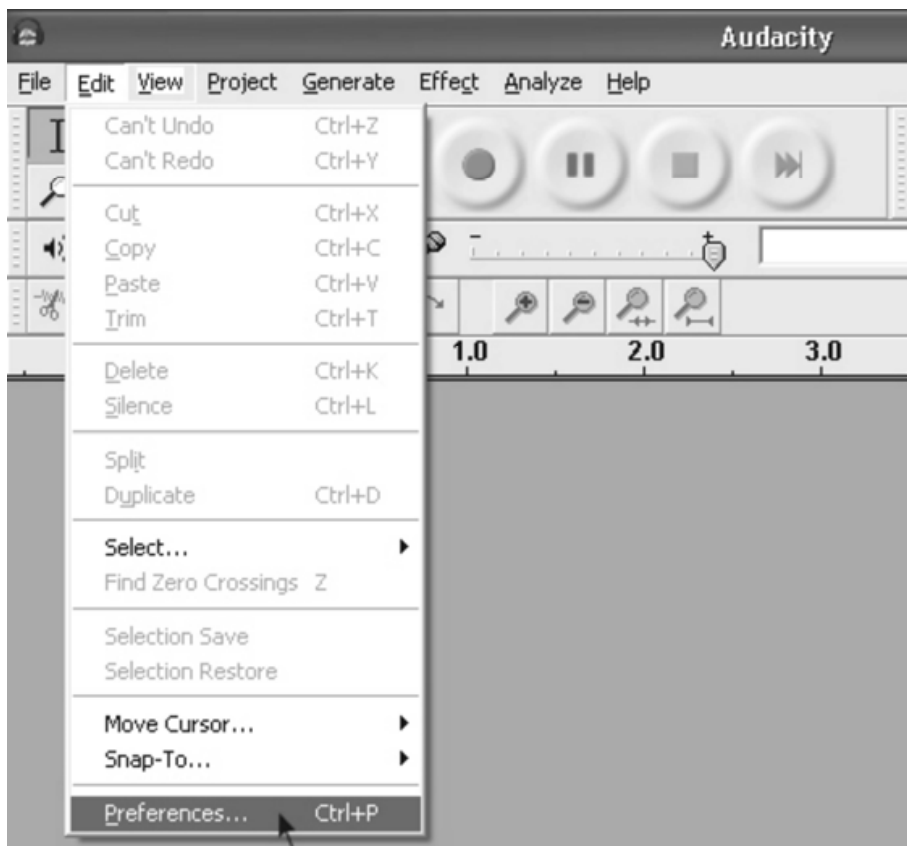 Audacity
File Edit View Project Generate Effect Analyze Help
Can't Undo Ctrl+Z
Can't Redo Ctrl+Y
Cut Ctrl+X
Copy Ctrl+C
Paste Ctrl+V
Trim Ctrl+T
Delete Ctrl+K
Silence Ctrl+L
Split
Duplicate Ctrl+D
Select...
Find Zero Crossings Z
Selection Save
Selection Restore
Move Cursor...
Snap-To...
Preferences... Ctrl+P
- +
1.0 2.0 3.0